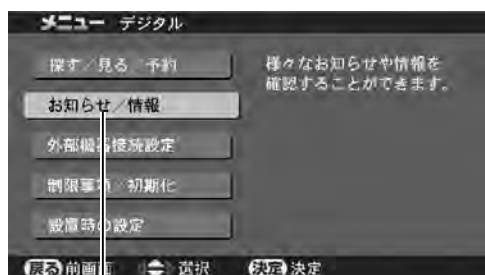 メニュー デジタル
探す／見る／予約
お知らせ／情報
外部機器接続設定
制限事項／初期化
設置時の設定
様々なお知らせや情報を
確認することができます。
戻る 前画面 選択 決定 決定